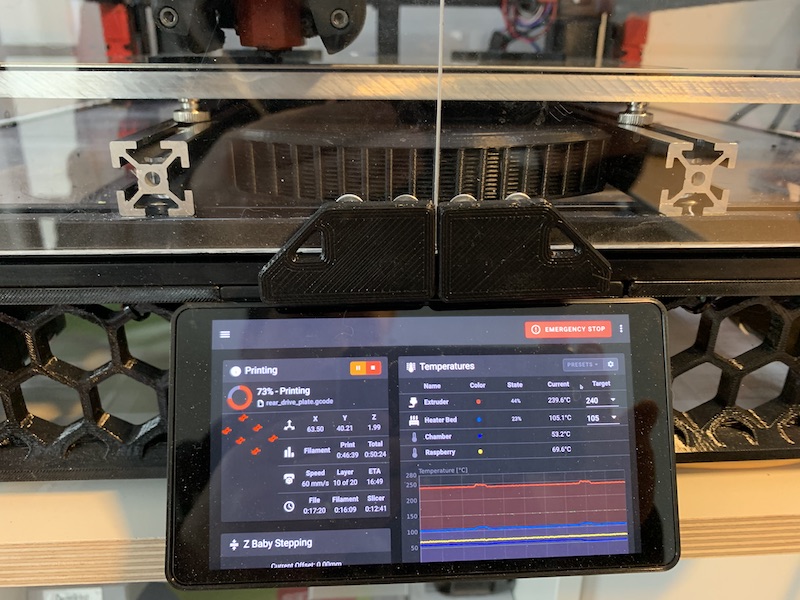 EMERGENCY STOP
Printing
73% - Printing
rear_drive_plate.gcode
X Y Z
63.50 40.21 1.99
Filament Print Total
0:46:39 0:50:24
Speed Layer ETA
60 mm/s 10 of 20 16:49
File Filament Slicer
0:17:20 0:16:09 0:12:41
Z Baby Stepping
Current Offset: 0.00mm
Temperatures
PRESETS
Name Color State Current Target
Extruder 44% 239.6°C 240
Heater Bed 23% 105.1°C 105
Chamber 53.2°C
Raspberry 69.6°C
Temperature [°C]
280
250
200
150
100
50